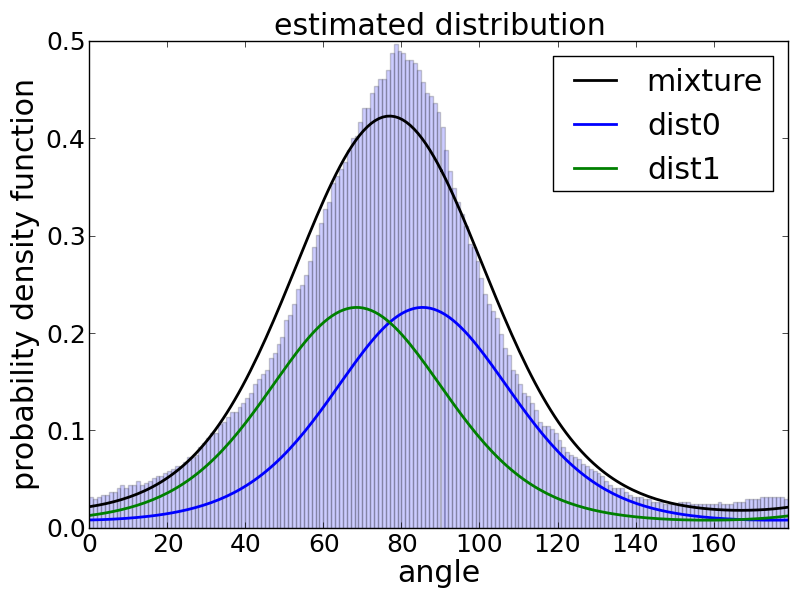 estimated distribution
probability density function
0.5
0.4
0.3
0.2
0.1
0.0
mixture
dist0
dist1
0 20 40 60 80 100 120 140 160
angle